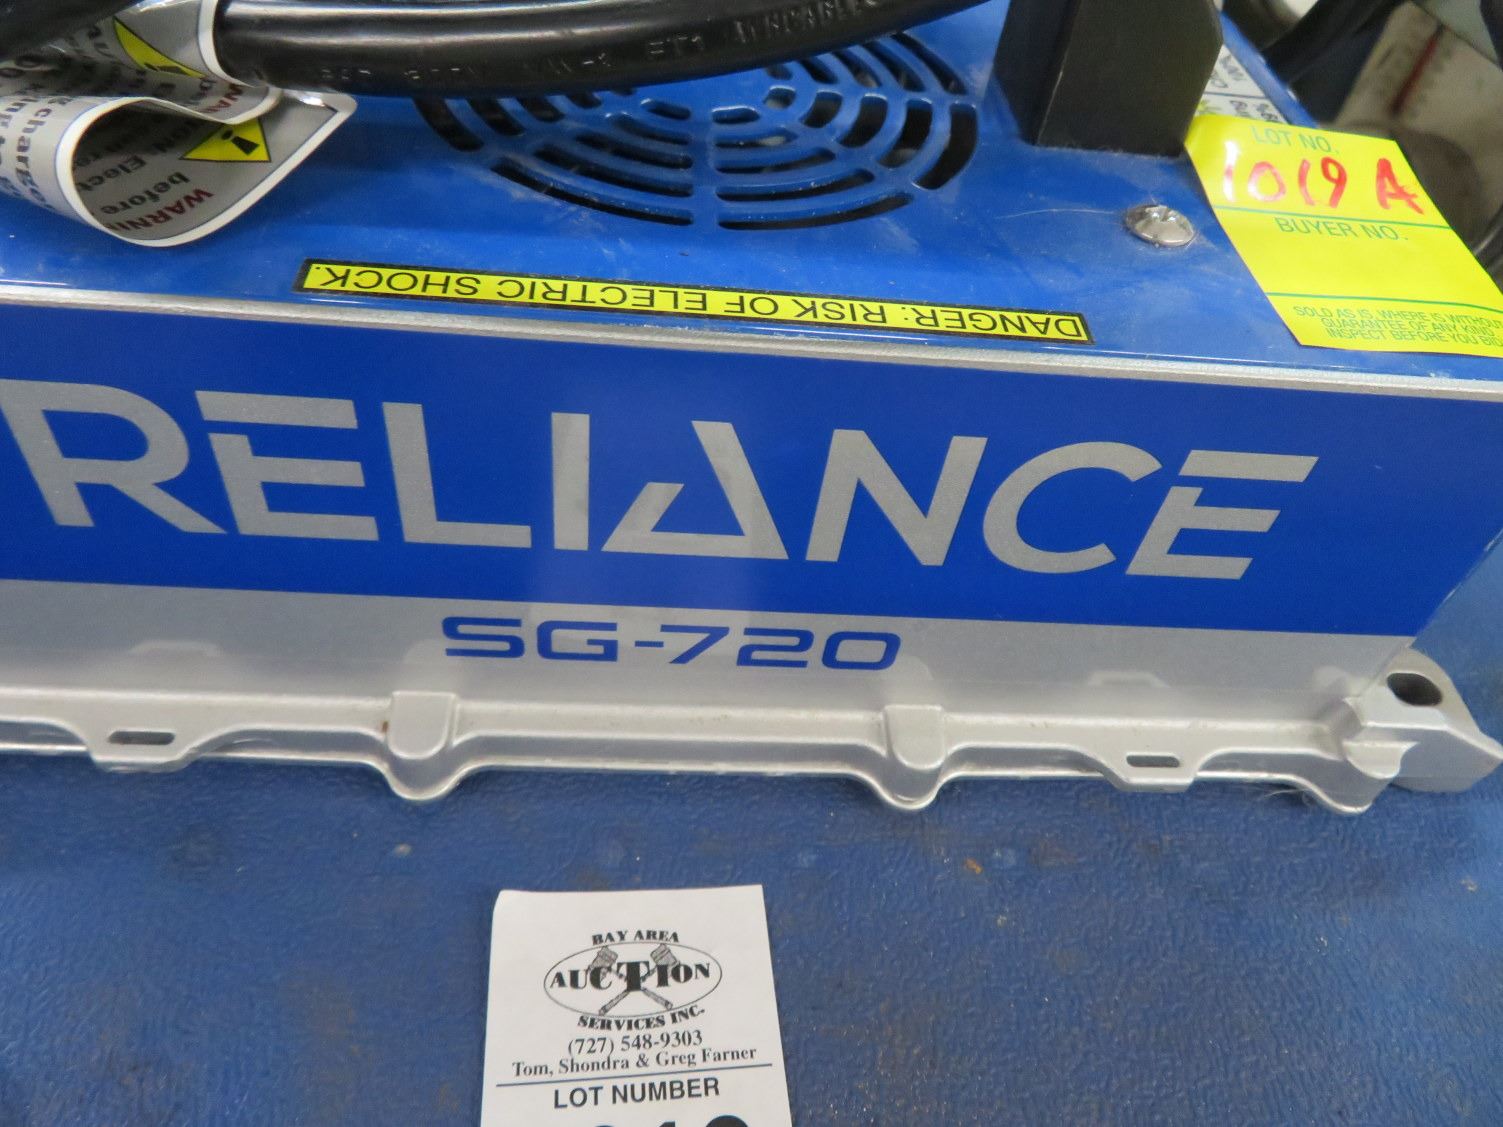 LOT NO.
1019 A
BUYER NO.
SOLD AS IS, WHERE IS WITHOUT
GUARANTEE OF ANY KIND
INSPECT BEFORE YOU BID
WARNING
before
Elect
DANGER: RISK OF ELECTRIC SHOCK.
RELIANCE
SG-720
BAY AREA
AUCTION
SERVICES INC.
(727) 548-9303
Tom, Shondra & Greg Farner
LOT NUMBER